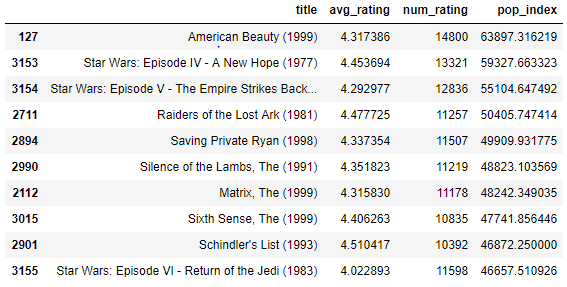 title avg_rating num_rating pop_index
127 American Beauty (1999) 4.317386 14800 63897.316219
3153 Star Wars: Episode IV - A New Hope (1977) 4.453694 13321 59327.663323
3154 Star Wars: Episode V - The Empire Strikes Back... 4.292977 12836 55104.647492
2711 Raiders of the Lost Ark (1981) 4.477725 11257 50405.747414
2894 Saving Private Ryan (1998) 4.337354 11507 49909.931775
2990 Silence of the Lambs, The (1991) 4.351823 11219 48823.103569
2112 Matrix, The (1999) 4.315830 11178 48242.349035
3015 Sixth Sense, The (1999) 4.406263 10835 47741.856446
2901 Schindler's List (1993) 4.510417 10392 46872.250000
3155 Star Wars: Episode VI - Return of the Jedi (1983) 4.022893 11598 46657.510926